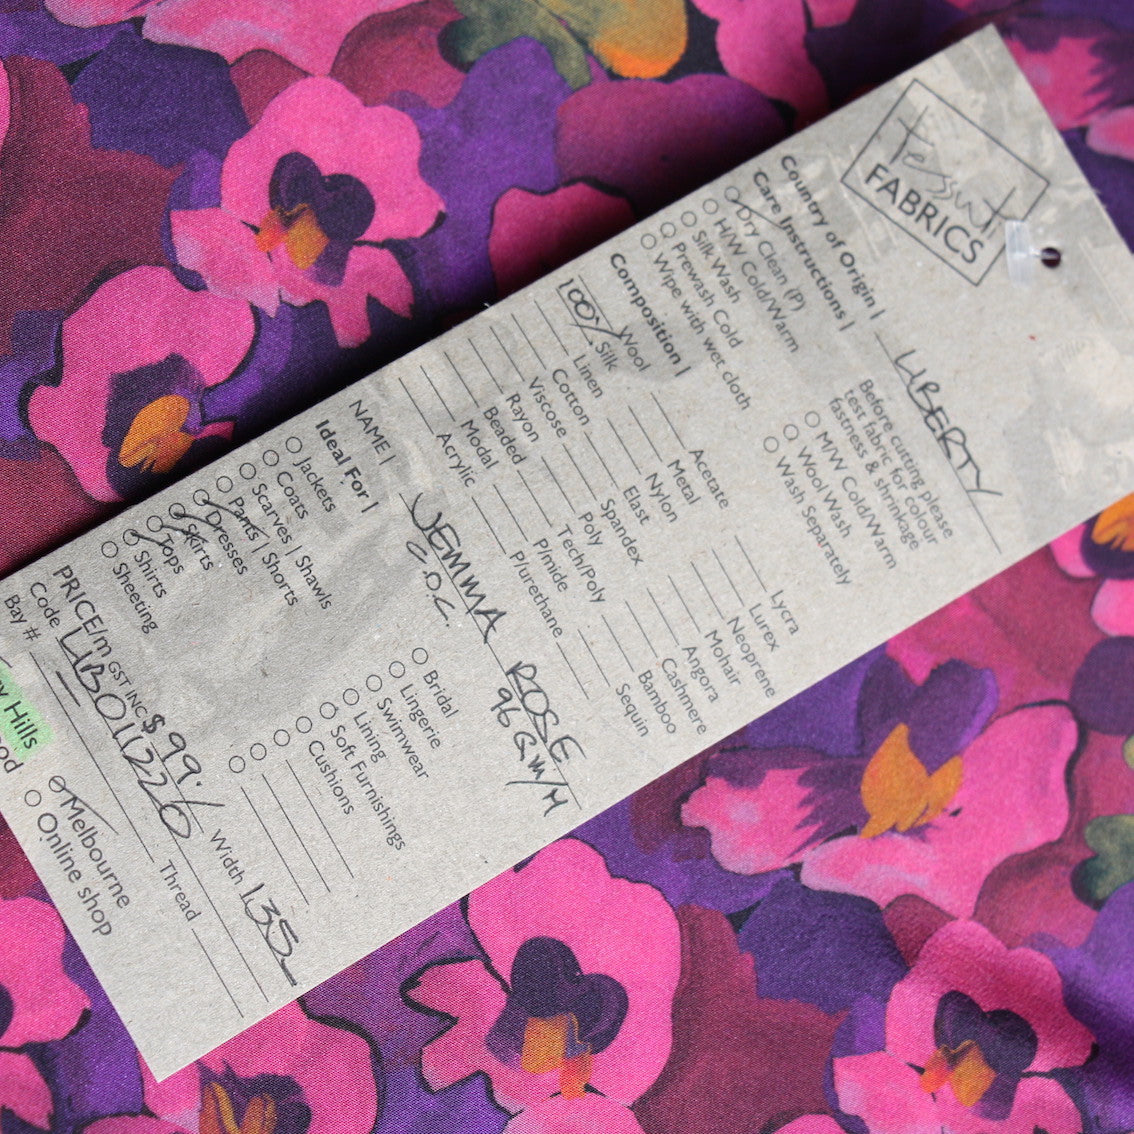 tessuti
FABRICS
Country of Origin | LIBERTY
Care Instructions |
Dry Clean (P)
H/W Cold/Warm
Silk Wash
Prewash Cold
Wipe with wet cloth
Before cutting please
test fabric for colour
fastness & shrinkage
M/W Cold/Warm
Wool Wash
Wash Separately
Composition |
Wool
100% Silk
Linen
Cotton
Viscose
Rayon
Beaded
Modal
Acrylic
Acetate
Metal
Nylon
Elast
Spandex
Poly
Tech/Poly
P/mide
P/urethane
Lycra
Lurex
Neoprene
Mohair
Angora
Cashmere
Bamboo
Sequin
NAME | JEMMA ROSE
C.D.C. 96 GM/M
Ideal For |
Jackets
Coats
Scarves | Shawls
Pants | Shorts
Dresses
Skirts
Tops
Shirts
Sheeting
Bridal
Lingerie
Swimwear
Lining
Soft Furnishings
Cushions
PRICE/m GST INC $ 99.-/ Width 135
Code LIB011226
Bay #
Thread
y Hills
od
Melbourne
Online shop